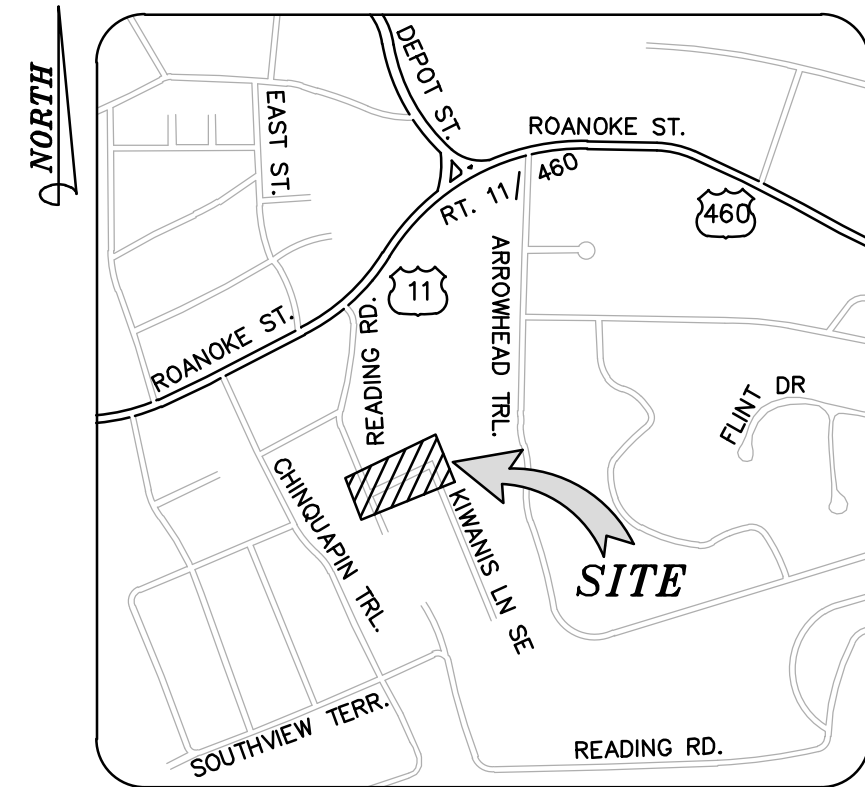 NORTH
DEPOT ST.
ROANOKE ST.
EAST ST.
RT. 11/ 460
460
11
ARROWHEAD TRL.
READING RD.
ROANOKE ST.
FLINT DR
CHINQUAPIN TRL.
KIWANIS LN SE
SITE
SOUTHVIEW TERR.
READING RD.